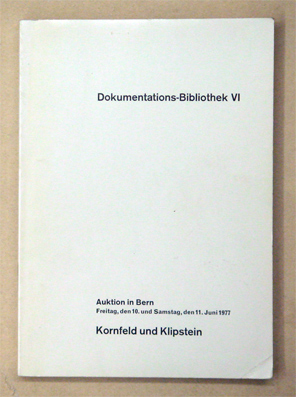 Dokumentations-Bibliothek VI
Auktion in Bern
Freitag, den 10. und Samstag, den 11. Juni 1977
Kornfeld und Klipstein